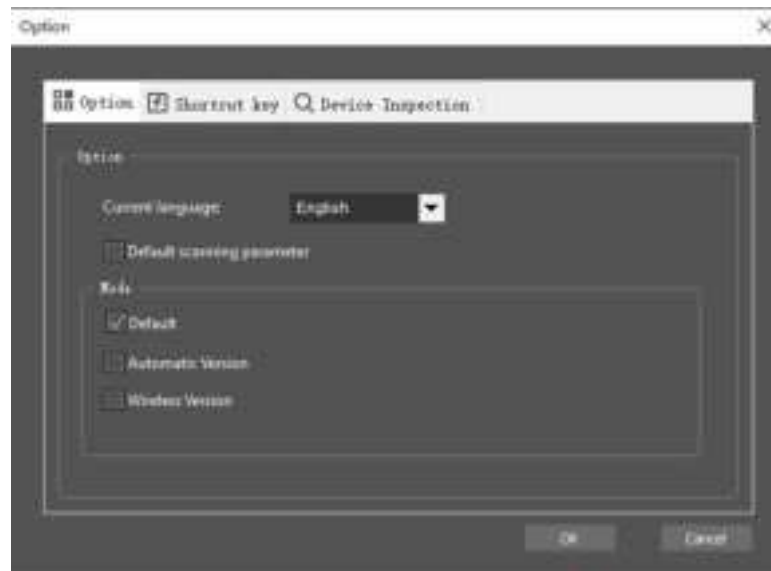 Option
Option Shortcut key Device Inspection
Option
Current language: English
Default scanning parameter
Mode
Default
Automatic Version
Wireless Version
OK Cancel